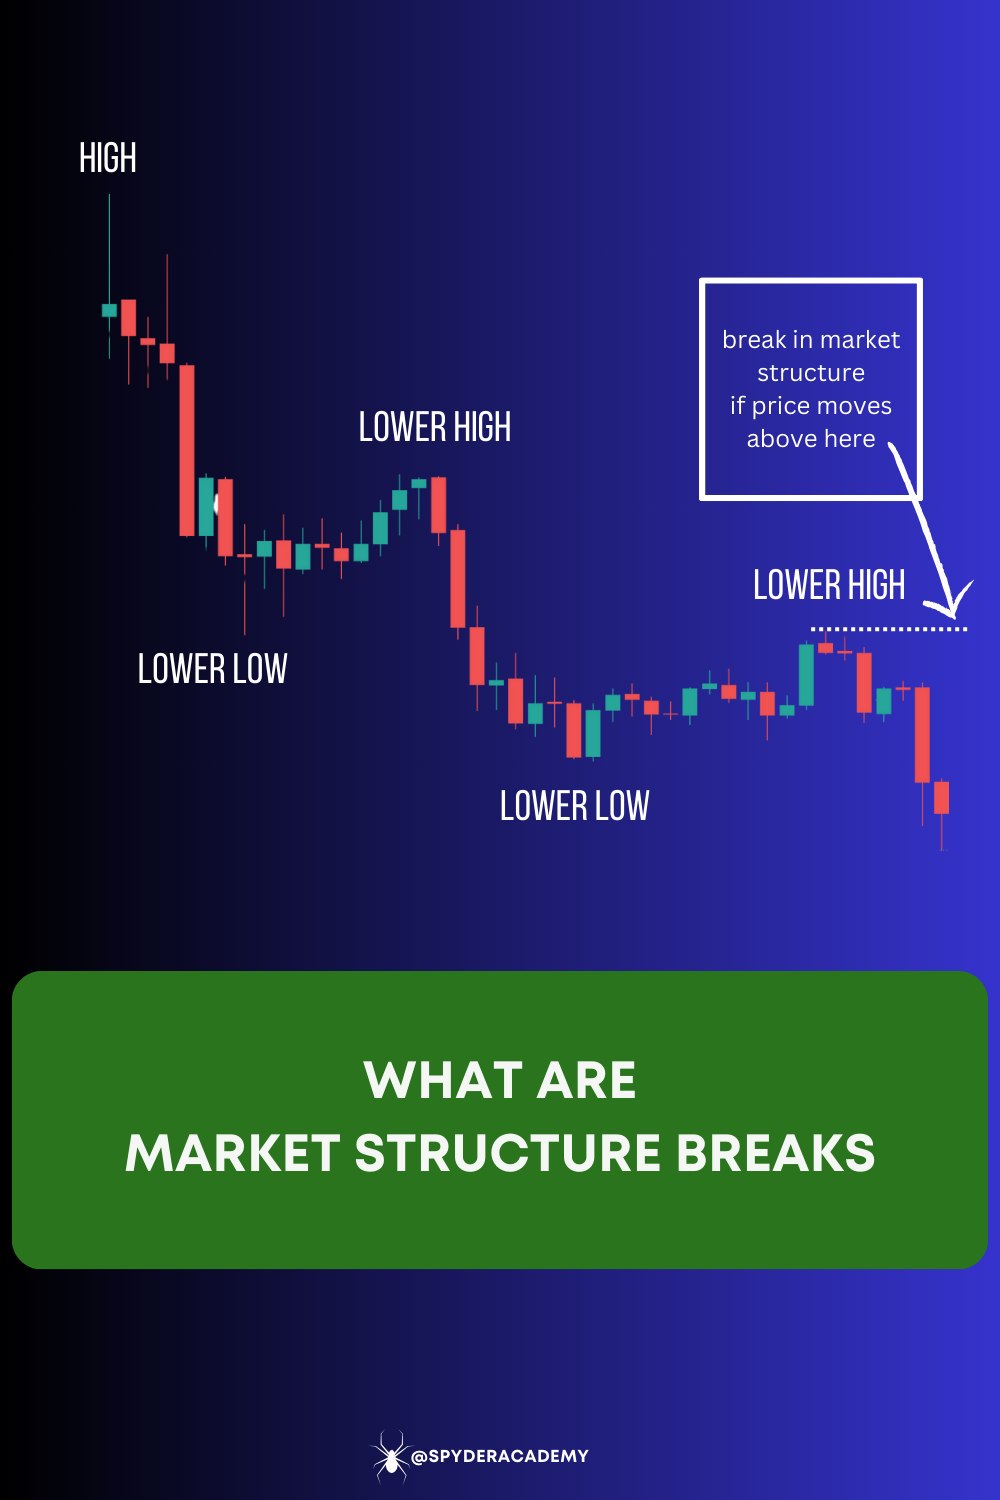 HIGH
break in market
structure
if price moves
above here
LOWER HIGH
LOWER HIGH
LOWER LOW
LOWER LOW
WHAT ARE
MARKET STRUCTURE BREAKS
@SPYDERACADEMY